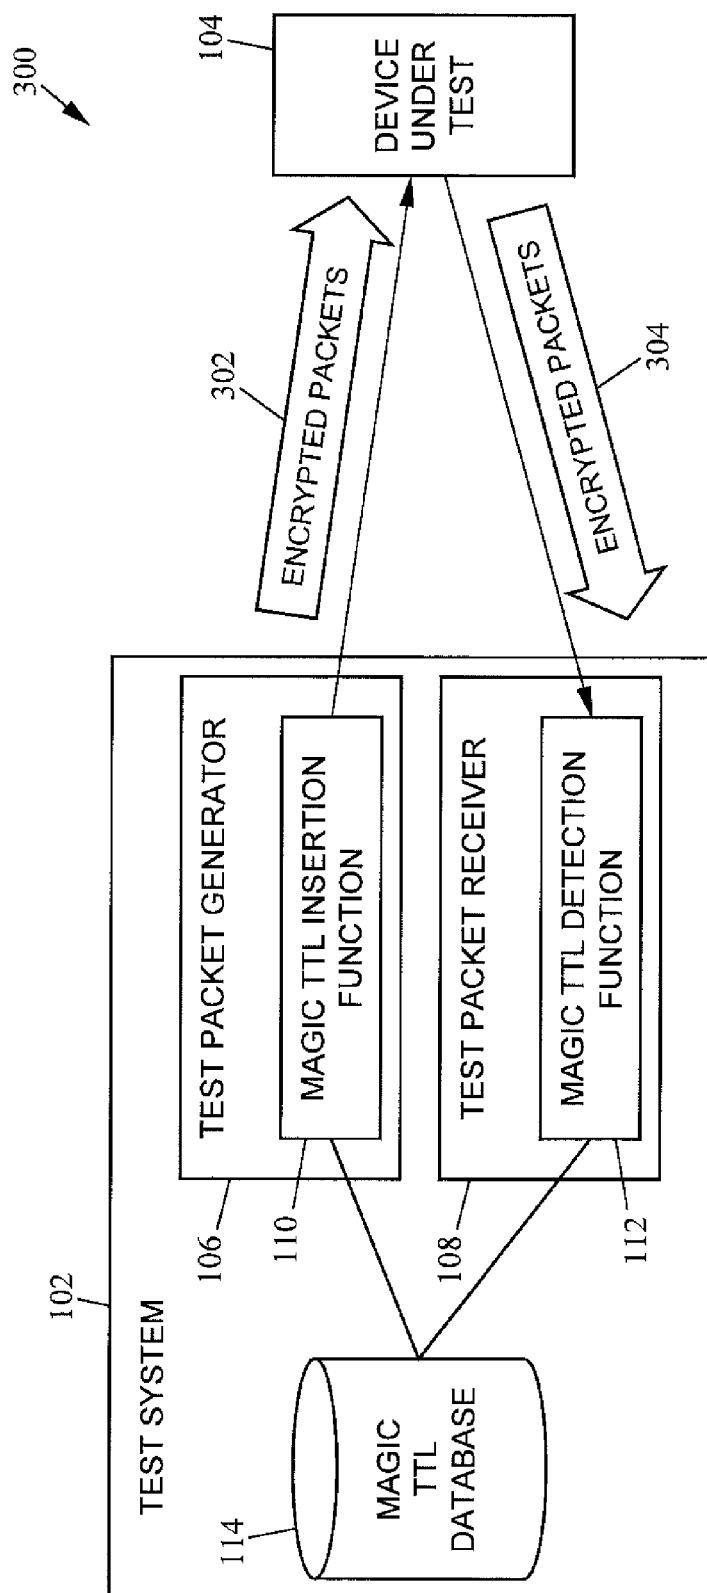 300
104
DEVICE
UNDER
TEST
302
ENCRYPTED PACKETS
ENCRYPTED PACKETS
304
102
TEST SYSTEM
TEST PACKET GENERATOR
106
MAGIC TTL INSERTION
FUNCTION
110
TEST PACKET RECEIVER
108
MAGIC TTL DETECTION
FUNCTION
112
MAGIC
TTL
DATABASE
114